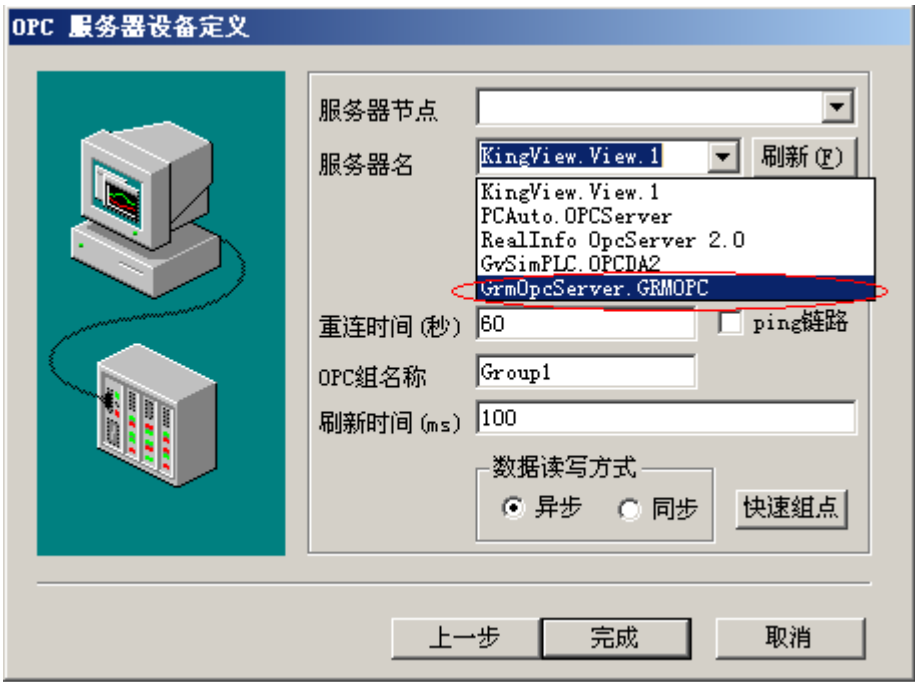 OPC 服务器设备定义
服务器节点
服务器名 KingView.View.1 刷新(F)
KingView.View.1
PCAuto.OPCServer
RealInfo OpcServer 2.0
GvSimPLC.OPCDA2
GrmOpcServer.GRMOPC
重连时间(秒) 60 ping链路
OPC组名称 Group1
刷新时间(ms) 100
数据读写方式
异步 同步 快速组点
上一步 完成 取消